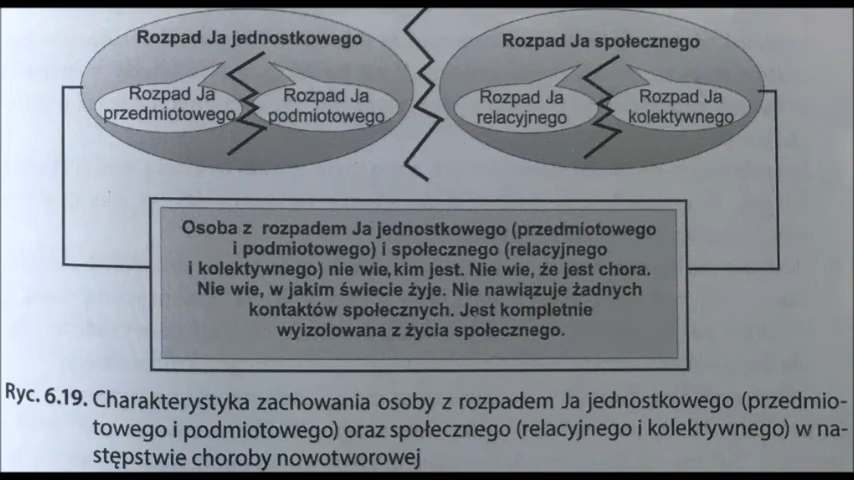 Rozpad Ja jednostkowego
Rozpad Ja
przedmiotowego
Rozpad Ja
podmiotowego
Rozpad Ja społecznego
Rozpad Ja
relacyjnego
Rozpad Ja
kolektywnego
Osoba z rozpadem Ja jednostkowego (przedmiotowego
i podmiotowego) i społecznego (relacyjnego
i kolektywnego) nie wie, kim jest. Nie wie, że jest chora.
Nie wie, w jakim świecie żyje. Nie nawiązuje żadnych
kontaktów społecznych. Jest kompletnie
wyizolowana z życia społecznego.
Ryc. 6.19. Charakterystyka zachowania osoby z rozpadem Ja jednostkowego (przedmio-
towego i podmiotowego) oraz społecznego (relacyjnego i kolektywnego) w na-
stępstwie choroby nowotworowej